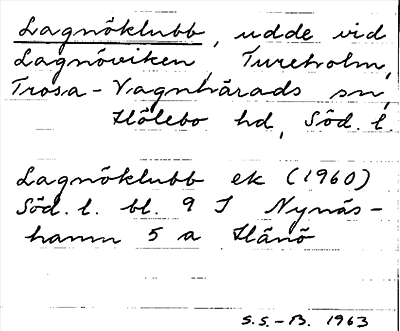 Lagnöklubb, udde vid
Lagnöviken, Tureholm,
Trosa-Vagnhärads sn,
Hölebo hd, Söd. l.
Lagnöklubb ek (1960)
Söd. l. bl. 9 I Nynäs-
hamn 5 a Hånö
S.S.-B. 1963